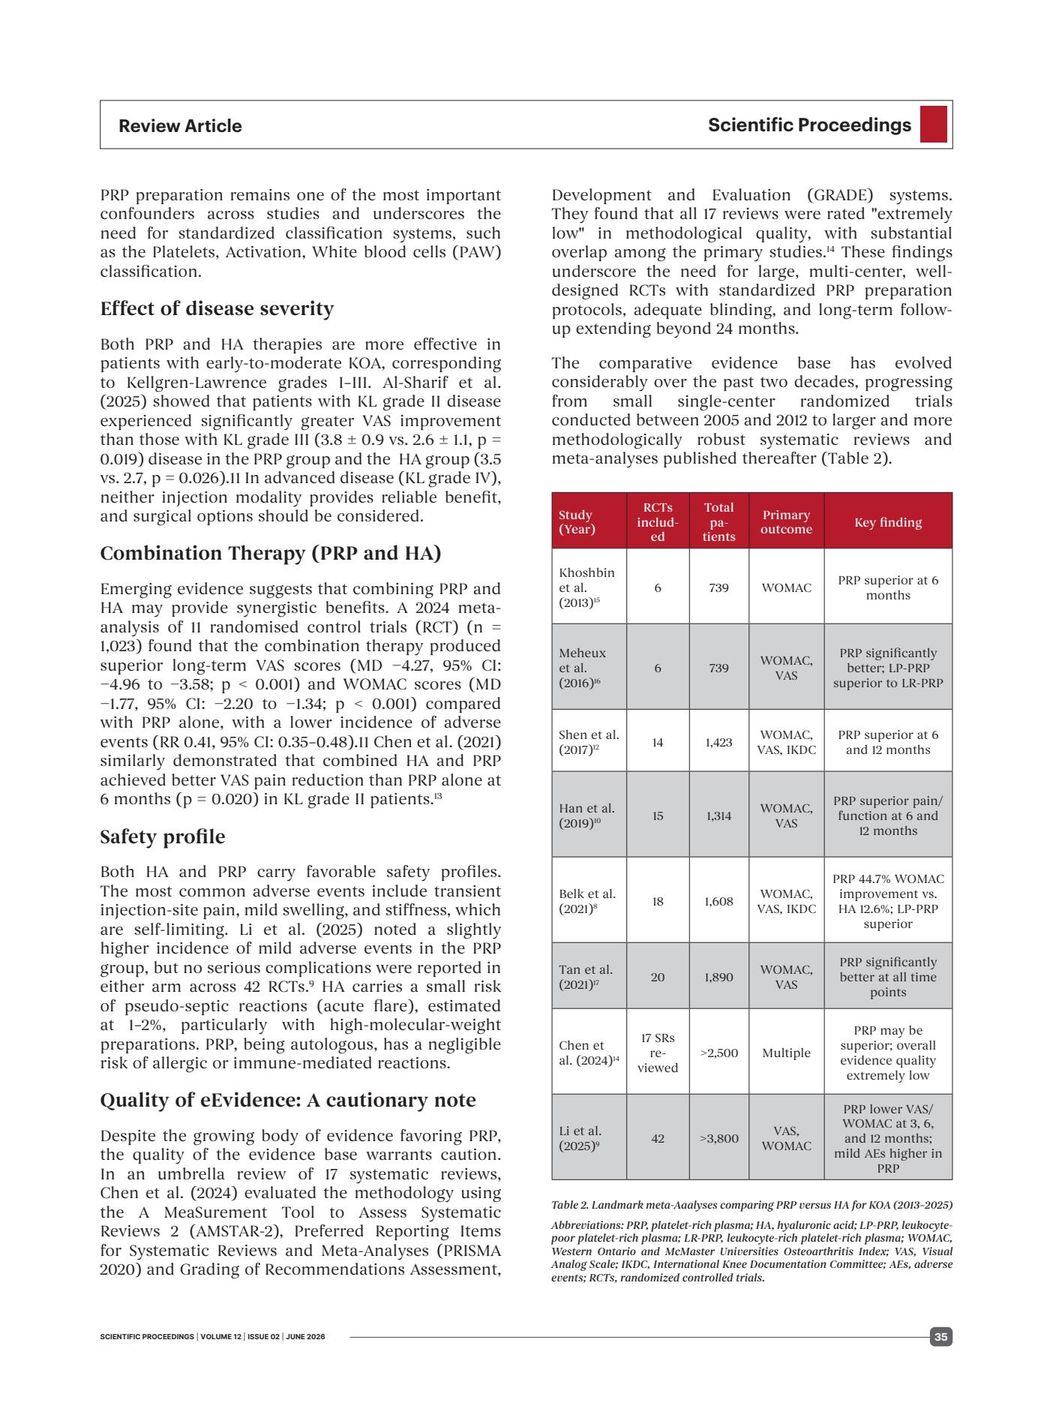 Review Article
Scientific Proceedings
PRP preparation remains one of the most important
confounders across studies and underscores the
need for standardized classification systems, such
as the Platelets, Activation, White blood cells (PAW)
classification.
Effect of disease severity
Both PRP and HA therapies are more effective in
patients with early-to-moderate KOA, corresponding
to Kellgren-Lawrence grades I–III. Al-Sharif et al.
(2025) showed that patients with KL grade II disease
experienced significantly greater VAS improvement
than those with KL grade III (3.8 ± 0.9 vs. 2.6 ± 1.1, p =
0.019) disease in the PRP group and the  HA group (3.5
vs. 2.7, p = 0.026).11 In advanced disease (KL grade IV),
neither injection modality provides reliable benefit,
and surgical options should be considered.
Combination Therapy (PRP and HA)
Emerging evidence suggests that combining PRP and
HA may provide synergistic benefits. A 2024 meta-
analysis of 11 randomised control trials (RCT) (n =
1,023) found that the combination therapy produced
superior long-term VAS scores (MD −4.27, 95% CI:
−4.96 to −3.58; p < 0.001) and WOMAC scores (MD
−1.77, 95% CI: −2.20 to −1.34; p < 0.001) compared
with PRP alone, with a lower incidence of adverse
events (RR 0.41, 95% CI: 0.35–0.48).11 Chen et al. (2021)
similarly demonstrated that combined HA and PRP
achieved better VAS pain reduction than PRP alone at
6 months (p = 0.020) in KL grade II patients.¹³
Safety profile
Both HA and PRP carry favorable safety profiles.
The most common adverse events include transient
injection-site pain, mild swelling, and stiffness, which
are self-limiting. Li et al. (2025) noted a slightly
higher incidence of mild adverse events in the PRP
group, but no serious complications were reported in
either arm across 42 RCTs.⁹ HA carries a small risk
of pseudo-septic reactions (acute flare), estimated
at 1–2%, particularly with high-molecular-weight
preparations. PRP, being autologous, has a negligible
risk of allergic or immune-mediated reactions.
Quality of eEvidence: A cautionary note
Despite the growing body of evidence favoring PRP,
the quality of the evidence base warrants caution.
In an umbrella review of 17 systematic reviews,
Chen et al. (2024) evaluated the methodology using
the A MeaSurement Tool to Assess Systematic
Reviews 2 (AMSTAR-2), Preferred Reporting Items
for Systematic Reviews and Meta-Analyses (PRISMA
2020) and Grading of Recommendations Assessment,
Development and Evaluation (GRADE) systems.
They found that all 17 reviews were rated "extremely
low" in methodological quality, with substantial
overlap among the primary studies.¹⁴ These findings
underscore the need for large, multi-center, well-
designed RCTs with standardized PRP preparation
protocols, adequate blinding, and long-term follow-
up extending beyond 24 months.
The comparative evidence base has evolved
considerably over the past two decades, progressing
from small single-center randomized trials
conducted between 2005 and 2012 to larger and more
methodologically robust systematic reviews and
meta-analyses published thereafter (Table 2).
Study
(Year)
RCTs
includ-
ed
Total
pa-
tients
Primary
outcome
Key finding
Khoshbin
et al.
(2013)¹⁵
6
739
WOMAC
PRP superior at 6
months
Meheux
et al.
(2016)¹⁶
6
739
WOMAC,
VAS
PRP significantly
better; LP-PRP
superior to LR-PRP
Shen et al.
(2017)¹²
14
1,423
WOMAC,
VAS, IKDC
PRP superior at 6
and 12 months
Han et al.
(2019)¹⁰
15
1,314
WOMAC,
VAS
PRP superior pain/
function at 6 and
12 months
Belk et al.
(2021)⁸
18
1,608
WOMAC,
VAS, IKDC
PRP 44.7% WOMAC
improvement vs.
HA 12.6%; LP-PRP
superior
Tan et al.
(2021)¹⁷
20
1,890
WOMAC,
VAS
PRP significantly
better at all time
points
Chen et
al. (2024)¹⁴
17 SRs
re-
viewed
>2,500
Multiple
PRP may be
superior; overall
evidence quality
extremely low
Li et al.
(2025)⁹
42
>3,800
VAS,
WOMAC
PRP lower VAS/
WOMAC at 3, 6,
and 12 months;
mild AEs higher in
PRP
Table 2. Landmark meta-Aalyses comparing PRP versus HA for KOA (2013–2025)
Abbreviations: PRP, platelet-rich plasma; HA, hyaluronic acid; LP-PRP, leukocyte-
poor platelet-rich plasma; LR-PRP, leukocyte-rich platelet-rich plasma; WOMAC,
Western Ontario and McMaster Universities Osteoarthritis Index; VAS, Visual
Analog Scale; IKDC, International Knee Documentation Committee; AEs, adverse
events; RCTs, randomized controlled trials.
SCIENTIFIC PROCEEDINGS | VOLUME 12 | ISSUE 02 | JUNE 2026
35